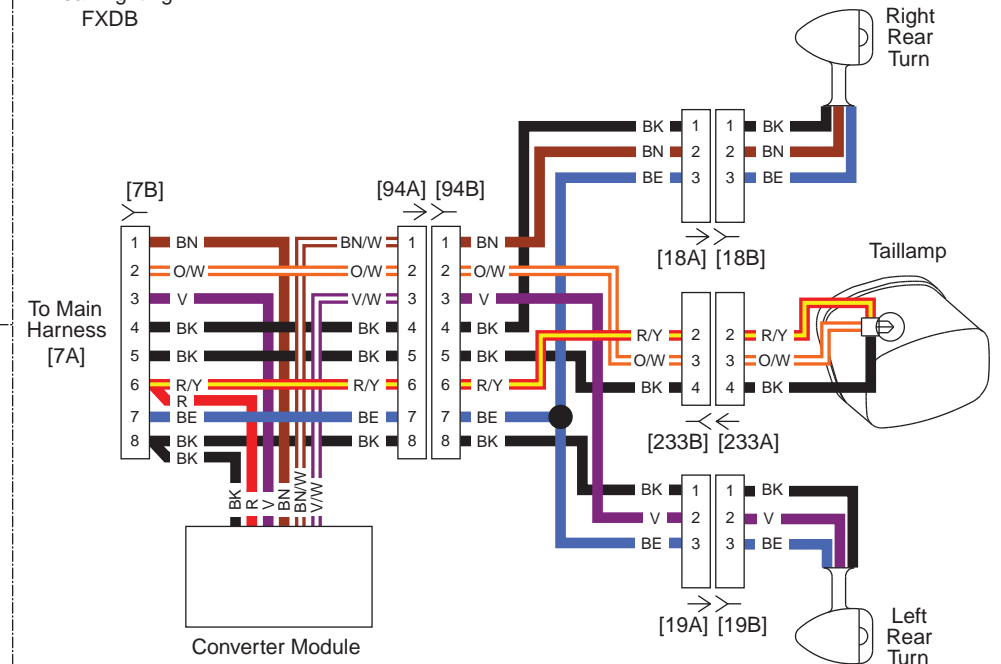 FXDB
Right
Rear
Turn
BK 1 1 BK
BN 2 2 BN
BE 3 3 BE
[18A] [18B]
[7B] [94A] [94B]
1 BN BN/W 1 1 BN
2 O/W O/W 2 2 O/W
3 V V/W 3 3 V
4 BK BK 4 4 BK
5 BK BK 5 5 BK
6 R/Y R/Y 6 6 R/Y
R
7 BE BE 7 7 BE
8 BK BK 8 8 BK
BK
To Main
Harness
[7A]
Taillamp
R/Y 2 2 R/Y
O/W 3 3 O/W
BK 4 4 BK
[233B] [233A]
BK R V BN BN/W V/W
Converter Module
BK 1 1 BK
V 2 2 V
BE 3 3 BE
[19A] [19B]
Left
Rear
Turn